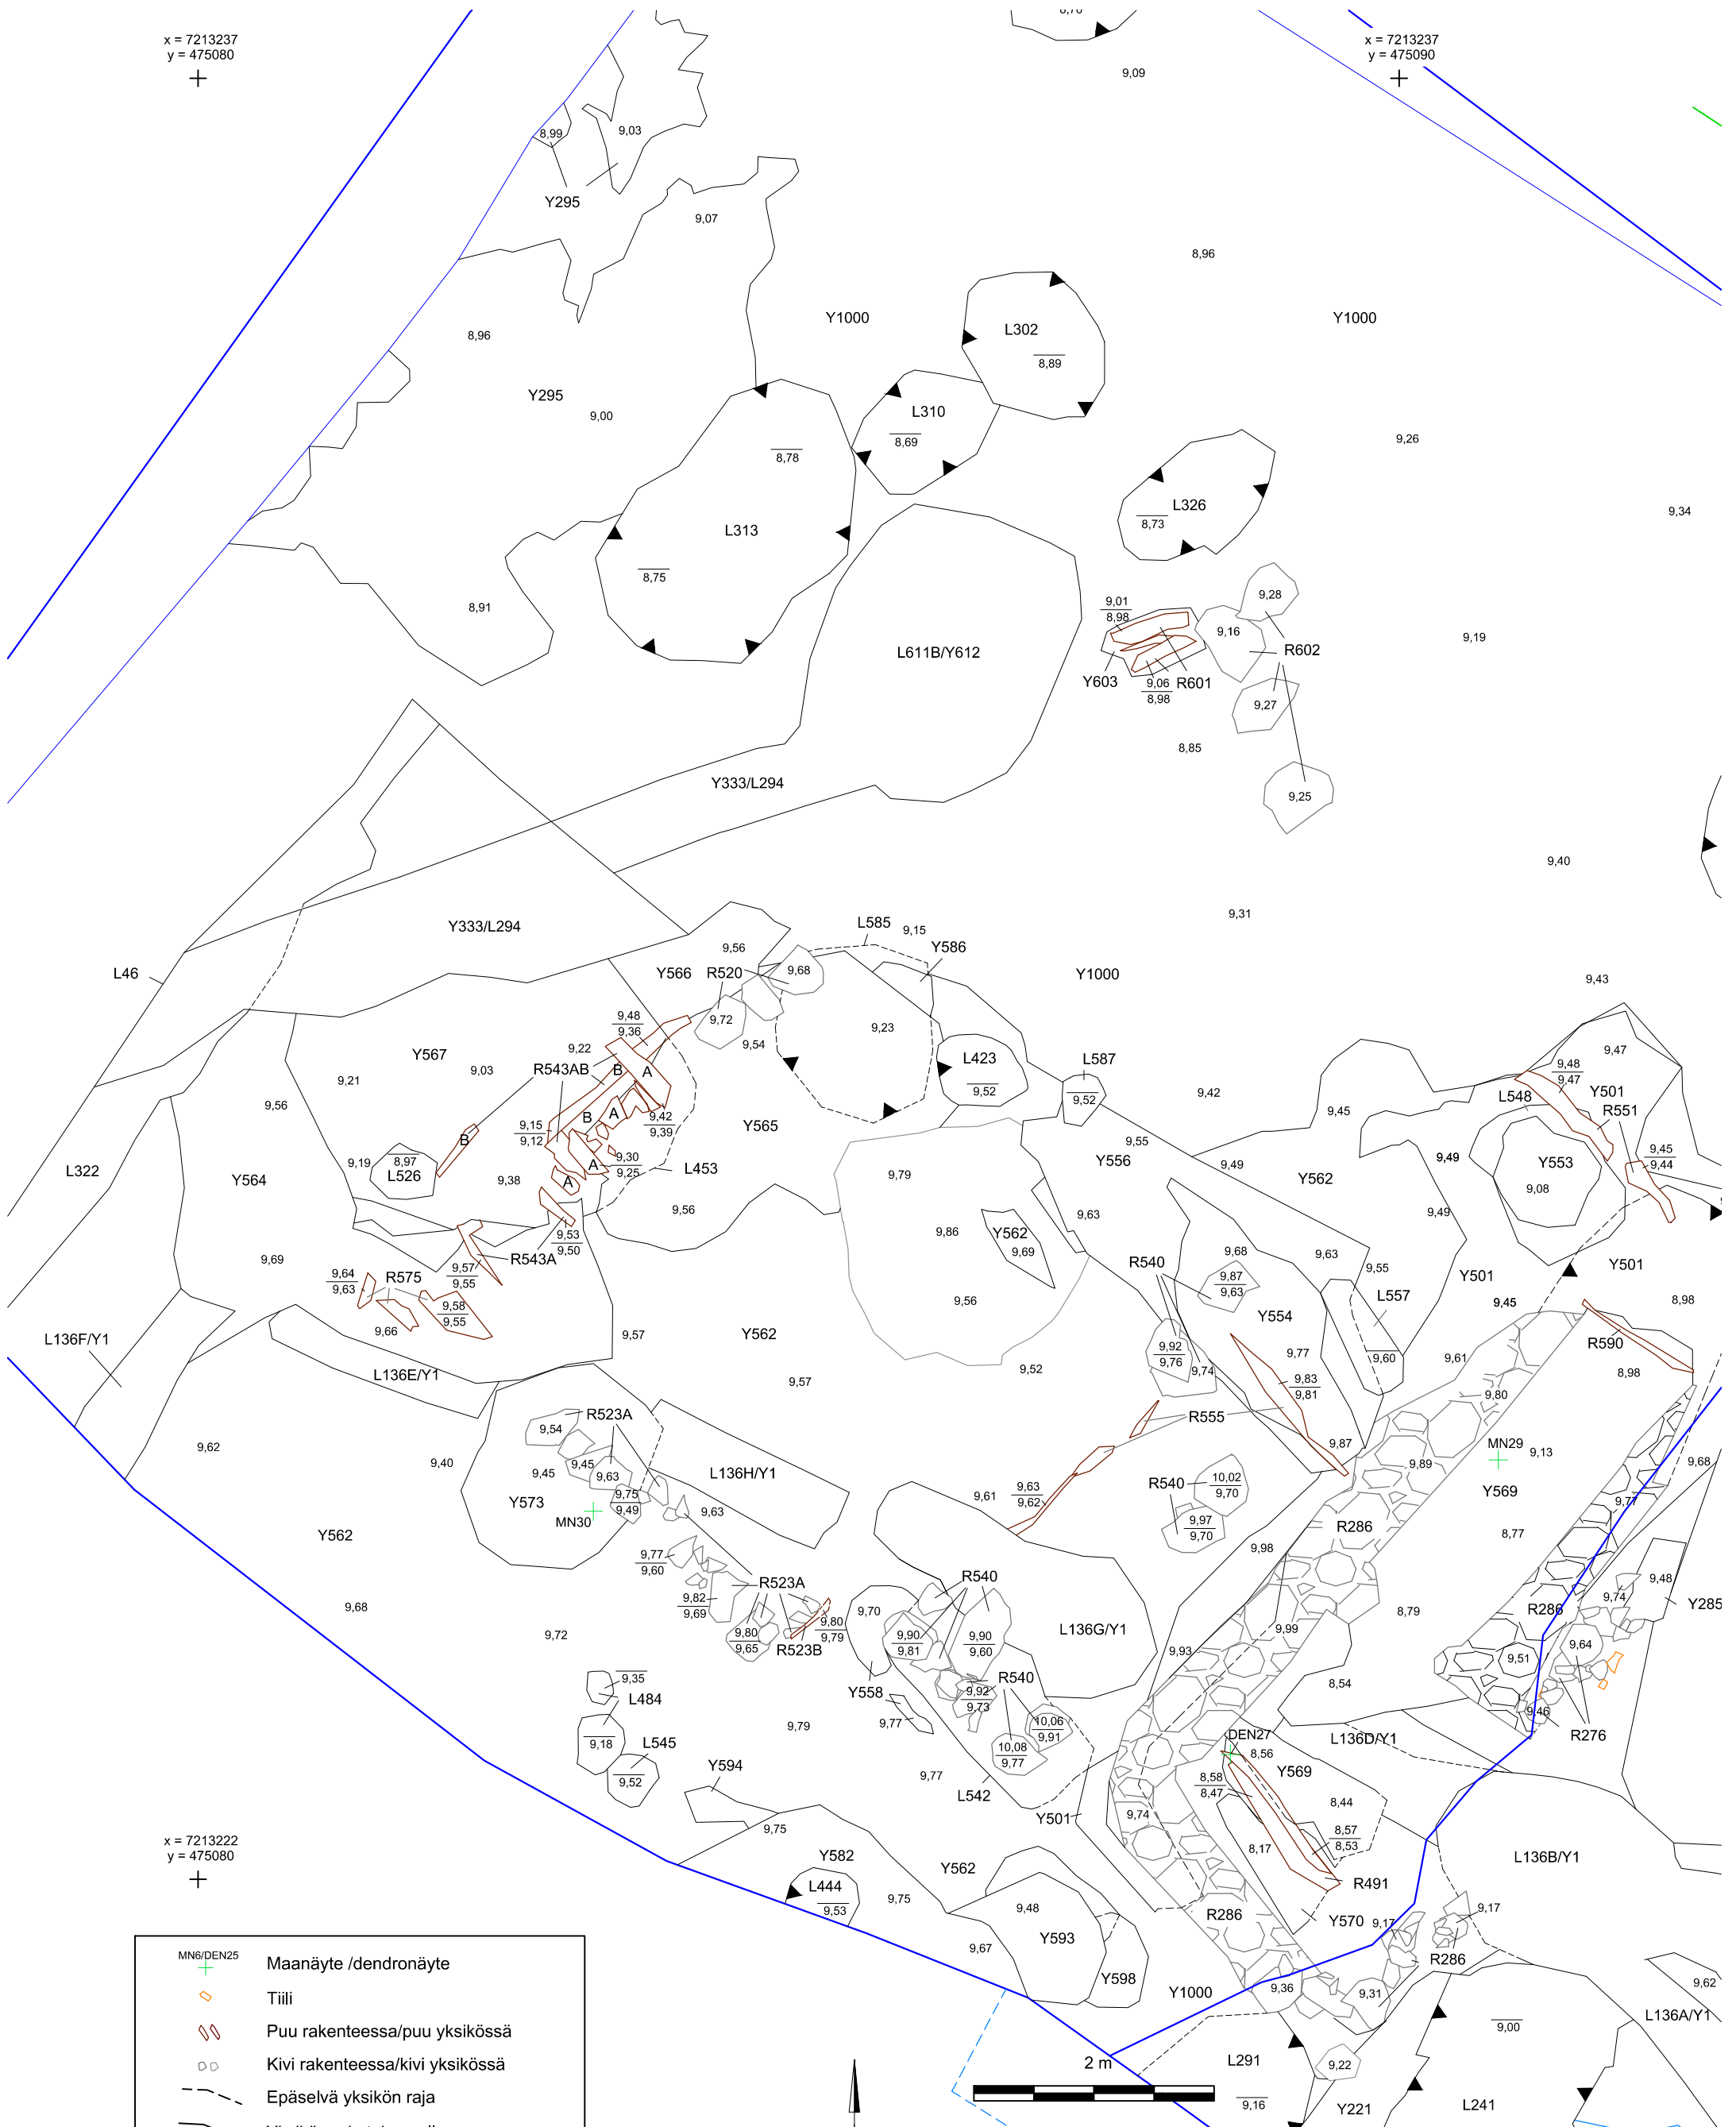 x = 7213237
y = 475080
8,70
x = 7213237
y = 475090
9,09
8,99
9,03
Y295
9,07
8,96
Y1000
Y1000
L302
8,89
8,96
Y295
9,00
L310
8,69
9,26
8,78
L313
L326
8,73
9,34
8,75
8,91
9,01
8,98
9,28
9,16
R602
9,19
L611B/Y612
Y603
9,06
8,98
R601
9,27
8,85
Y333/L294
9,25
9,40
9,31
Y333/L294
L585
9,15
Y586
9,56
L46
Y566
R520
9,68
Y1000
9,43
9,72
9,48
9,36
9,23
9,54
9,22
Y567
9,03
R543AB
B
A
L423
9,52
L587
9,52
9,47
9,48
9,47
Y501
9,21
9,56
9,42
9,45
L548
R551
B
A
9,15
9,12
9,42
9,39
Y565
B
9,55
Y556
9,49
9,49
Y562
Y553
9,08
9,45
9,44
L322
Y564
9,19
8,97
L526
9,38
A
9,30
9,25
L453
9,79
A
9,56
9,63
9,49
9,86
Y562
9,69
9,53
9,50
R543A
9,69
9,57
9,55
R540
9,68
9,63
9,55
Y501
Y501
9,64
9,63
R575
9,87
9,63
L557
9,58
9,55
9,56
9,45
8,98
9,66
L136F/Y1
9,57
Y562
Y554
9,92
9,76
9,74
9,77
9,60
9,61
R590
8,98
L136E/Y1
9,57
9,52
9,83
9,81
9,80
R523A
9,54
R555
9,62
9,40
9,87
MN29
9,13
9,89
9,68
9,45
9,45
9,63
L136H/Y1
Y573
9,75
9,49
MN30
9,63
9,61
9,63
9,62
R540
10,02
9,70
Y569
9,77
Y562
9,97
9,70
R286
8,77
9,98
9,77
9,60
R523A
R540
9,48
9,74
Y285
9,68
9,82
9,69
9,70
8,79
R286
9,72
9,80
9,65
9,80
9,79
R523B
9,90
9,81
9,90
9,60
L136G/Y1
9,93
9,99
9,64
9,51
9,35
L484
Y558
R540
9,92
9,73
8,54
9,18
9,79
9,77
10,06
9,91
9,46
R276
L545
9,52
10,08
9,77
DEN27
8,56
L136D/Y1
Y594
9,77
L542
8,58
8,47
Y569
Y501
9,74
8,44
9,75
8,57
8,53
x = 7213222
y = 475080
Y582
Y562
8,17
L136B/Y1
L444
9,53
9,75
R491
9,48
R286
Y570
9,17
9,17
9,67
Y593
R286
Y598
Y1000
9,36
9,31
9,62
L136A/Y1
9,00
MN6/DEN25
Maanäyte /dendronäyte
Tiili
Puu rakenteessa/puu yksikössä
Kivi rakenteessa/kivi yksikössä
Epäselvä yksikön raja
2 m
L291
9,22
9,16
Y221
L241